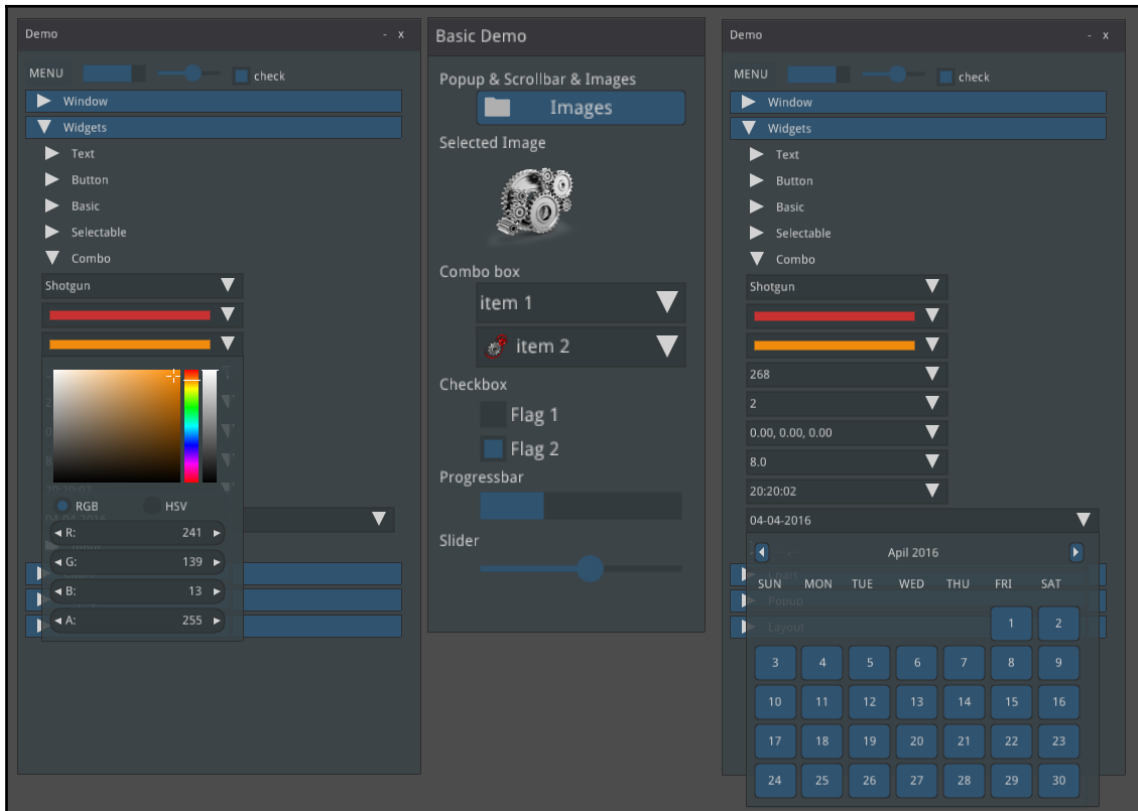 Demo - x
MENU check
Window
Widgets
Text
Button
Basic
Selectable
Combo
Shotgun
RGB HSV
R: 241
G: 139
B: 13
A: 255
Basic Demo
Popup & Scrollbar & Images
Images
Selected Image
Combo box
item 1
item 2
Checkbox
Flag 1
Flag 2
Progressbar
Slider
Demo - x
MENU check
Window
Widgets
Text
Button
Basic
Selectable
Combo
Shotgun
268
2
0.00, 0.00, 0.00
8.0
20:20:02
04-04-2016
Apil 2016
SUN MON TUE WED THU FRI SAT
Popup
Layout
1 2
3 4 5 6 7 8 9
10 11 12 13 14 15 16
17 18 19 20 21 22 23
24 25 26 27 28 29 30